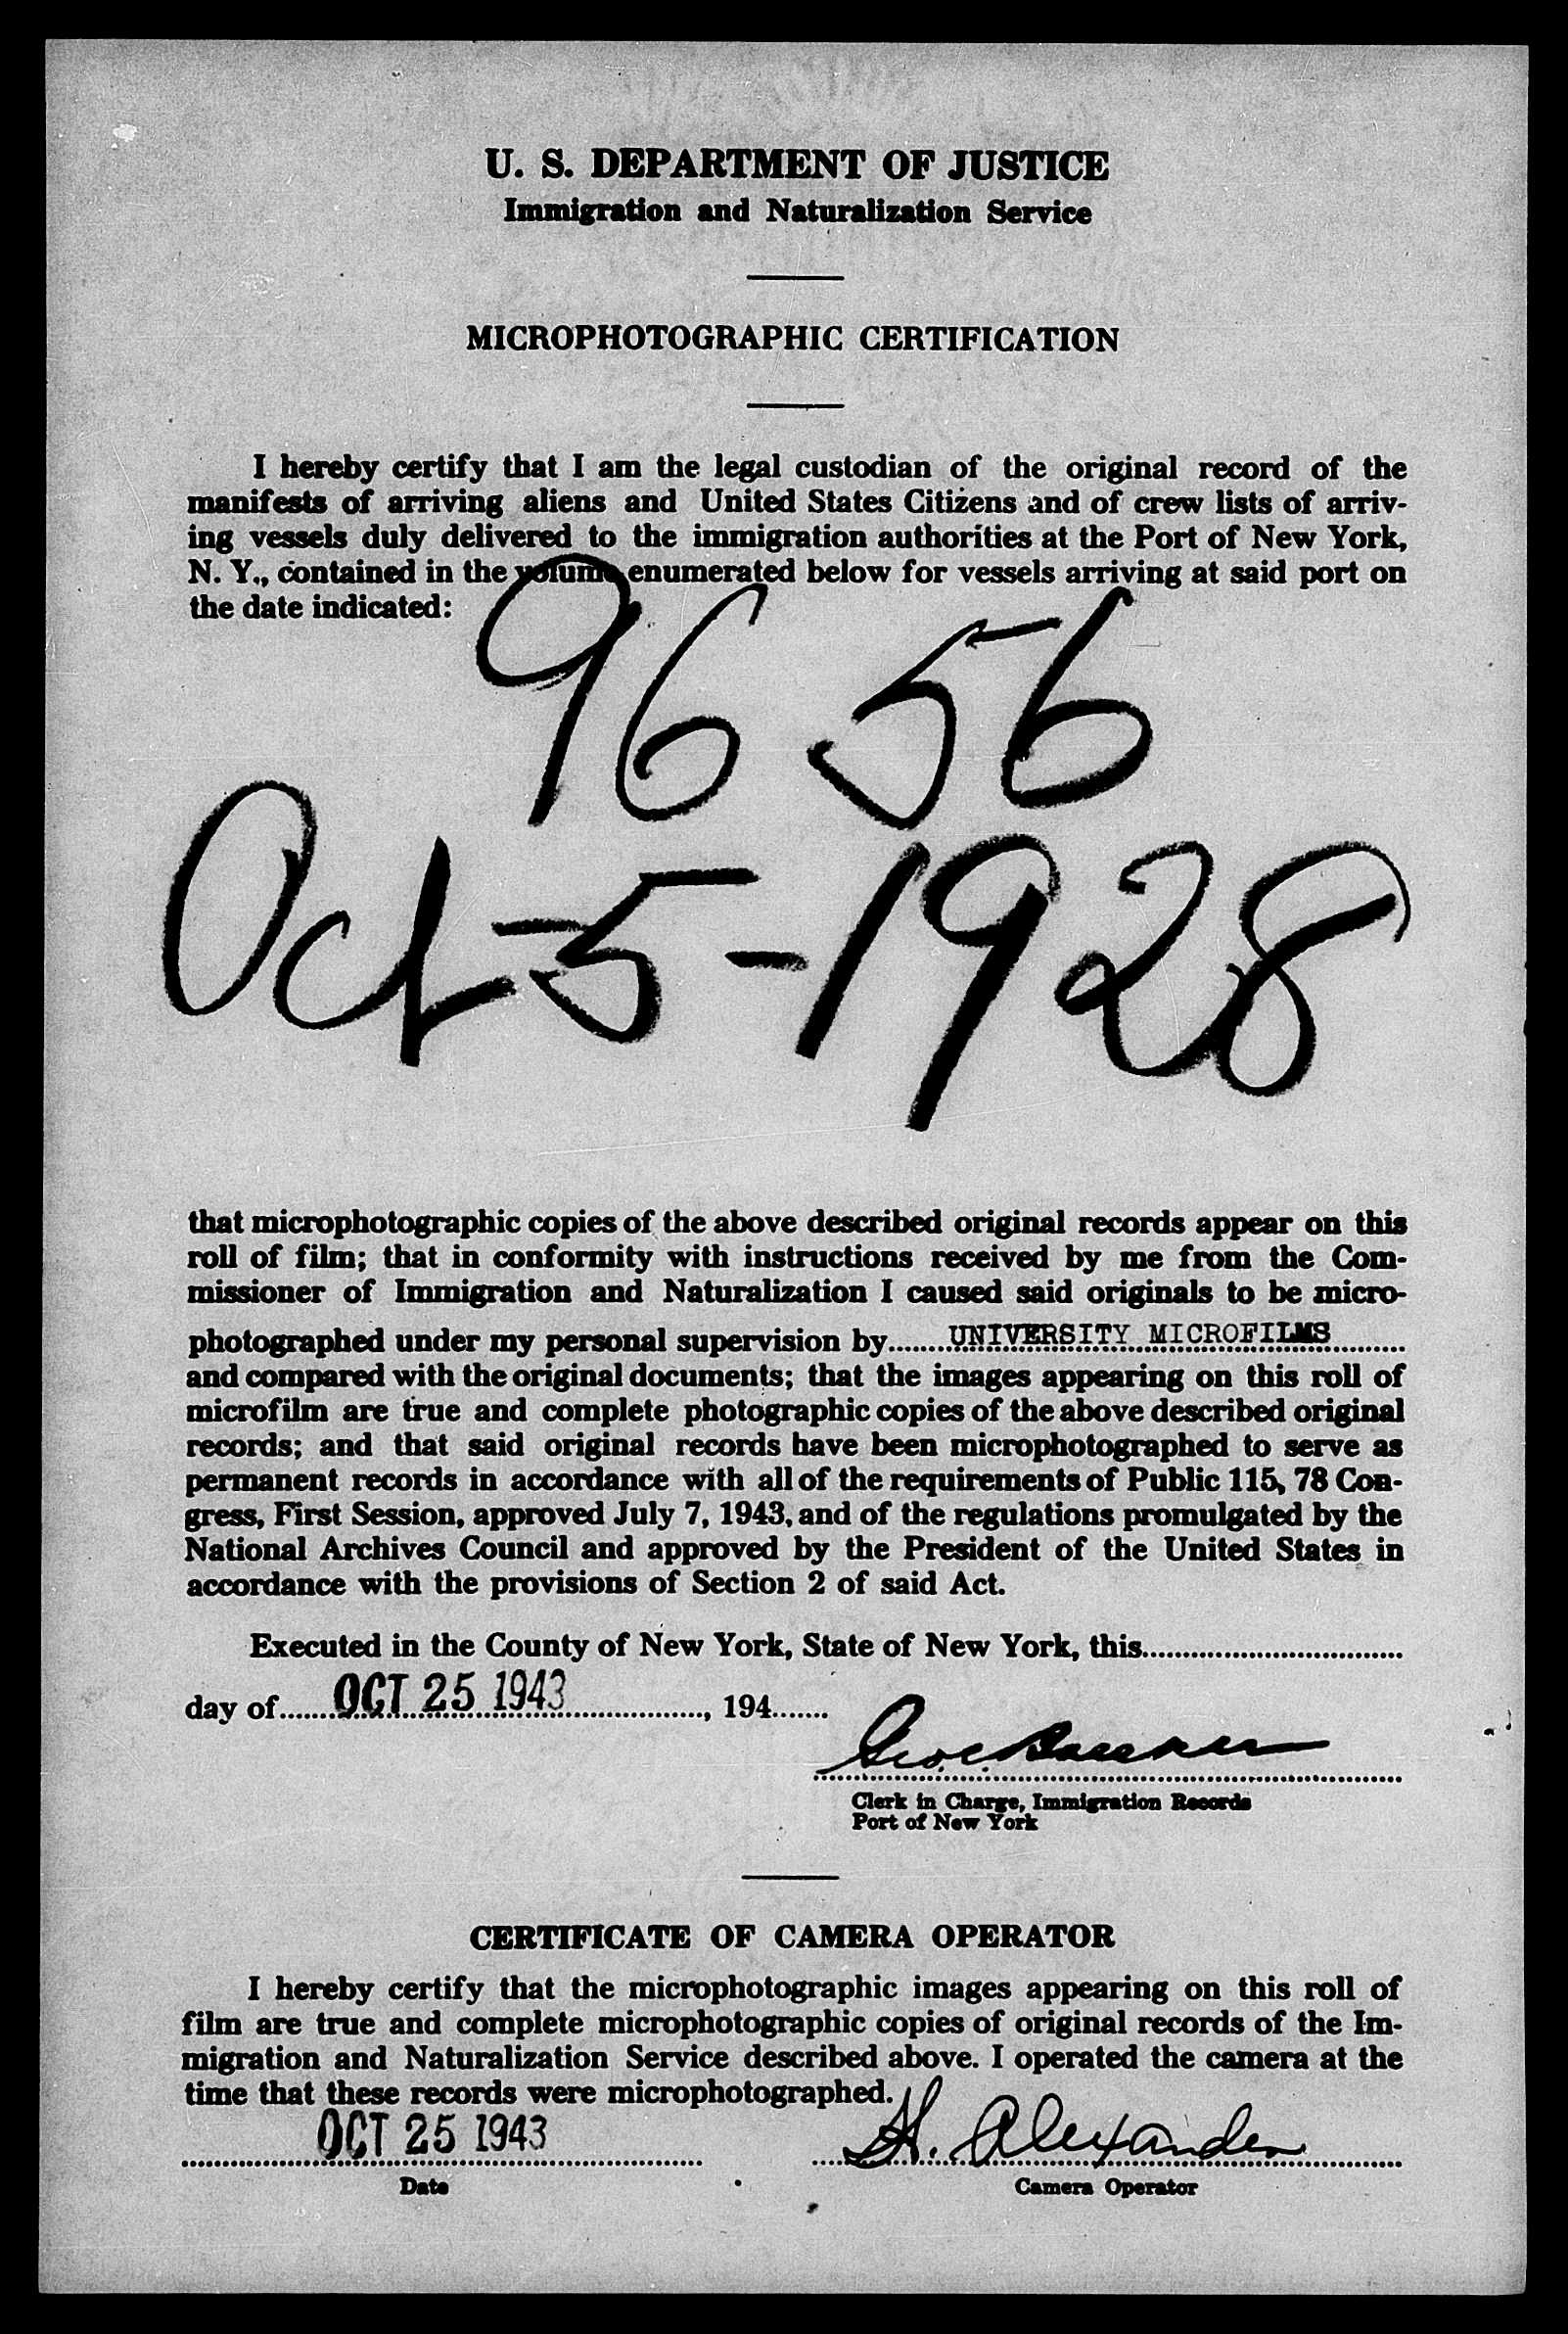 U. S. DEPARTMENT OF JUSTICE
Immigration and Naturalization Service
MICROPHOTOGRAPHIC CERTIFICATION
I hereby certify that I am the legal custodian of the original record of the
manifests of arriving aliens and United States Citizens and of crew lists of arriv-
ing vessels duly delivered to the immigration authorities at the Port of New York,
N. Y., contained in the volume enumerated below for vessels arriving at said port on
the date indicated:
9656
Oct-5-1928
that microphotographic copies of the above described original records appear on this
roll of film; that in conformity with instructions received by me from the Com-
missioner of Immigration and Naturalization I caused said originals to be micro-
photographed under my personal supervision by UNIVERSITY MICROFILMS
and compared with the original documents; that the images appearing on this roll of
microfilm are true and complete photographic copies of the above described original
records; and that said original records have been microphotographed to serve as
permanent records in accordance with all of the requirements of Public 115, 78 Con-
gress, First Session, approved July 7, 1943, and of the regulations promulgated by the
National Archives Council and approved by the President of the United States in
accordance with the provisions of Section 2 of said Act.
Executed in the County of New York, State of New York, this
day of OCT 25 1943, 194
Geo. C.
Clerk in Charge, Immigration Records
Port of New York
CERTIFICATE OF CAMERA OPERATOR
I hereby certify that the microphotographic images appearing on this roll of
film are true and complete microphotographic copies of original records of the Im-
migration and Naturalization Service described above. I operated the camera at the
time that these records were microphotographed.
OCT 25 1943 H. Alexander
Date Camera Operator